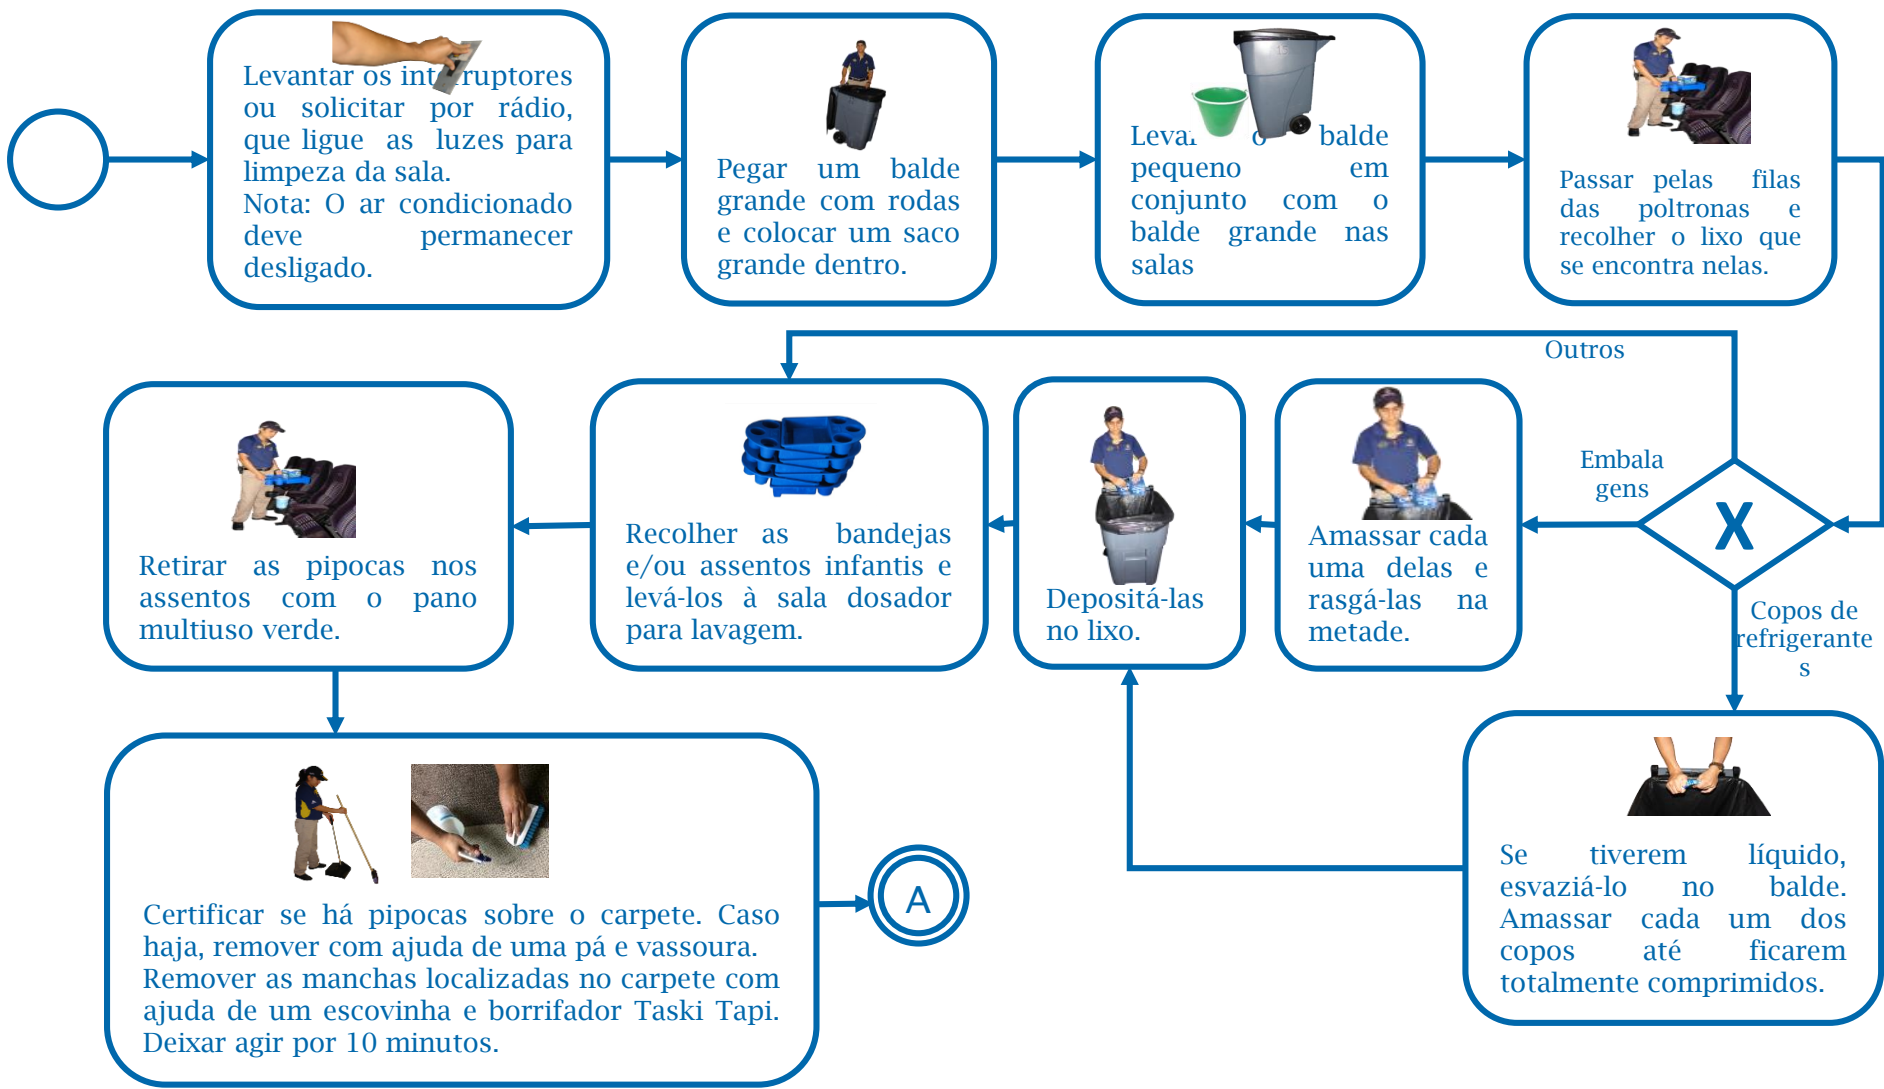 Levantar os interruptores
ou solicitar por rádio,
que ligue as luzes para
limpeza da sala.
Nota: O ar condicionado
deve permanecer
desligado.
Pegar um balde
grande com rodas
e colocar um saco
grande dentro.
Levar o balde
pequeno em
conjunto com o
balde grande nas
salas
Passar pelas filas
das poltronas e
recolher o lixo que
se encontra nelas.
Outros
Embala
gens
X
Copos de
refrigerante
s
Amassar cada
uma delas e
rasgá-las na
metade.
Depositá-las
no lixo.
Recolher as bandejas
e/ou assentos infantis e
levá-los à sala dosador
para lavagem.
Retirar as pipocas nos
assentos com o pano
multiuso verde.
Se tiverem líquido,
esvaziá-lo no balde.
Amassar cada um dos
copos até ficarem
totalmente comprimidos.
Certificar se há pipocas sobre o carpete. Caso
haja, remover com ajuda de uma pá e vassoura.
Remover as manchas localizadas no carpete com
ajuda de um escovinha e borrifador Taski Tapi.
Deixar agir por 10 minutos.
A